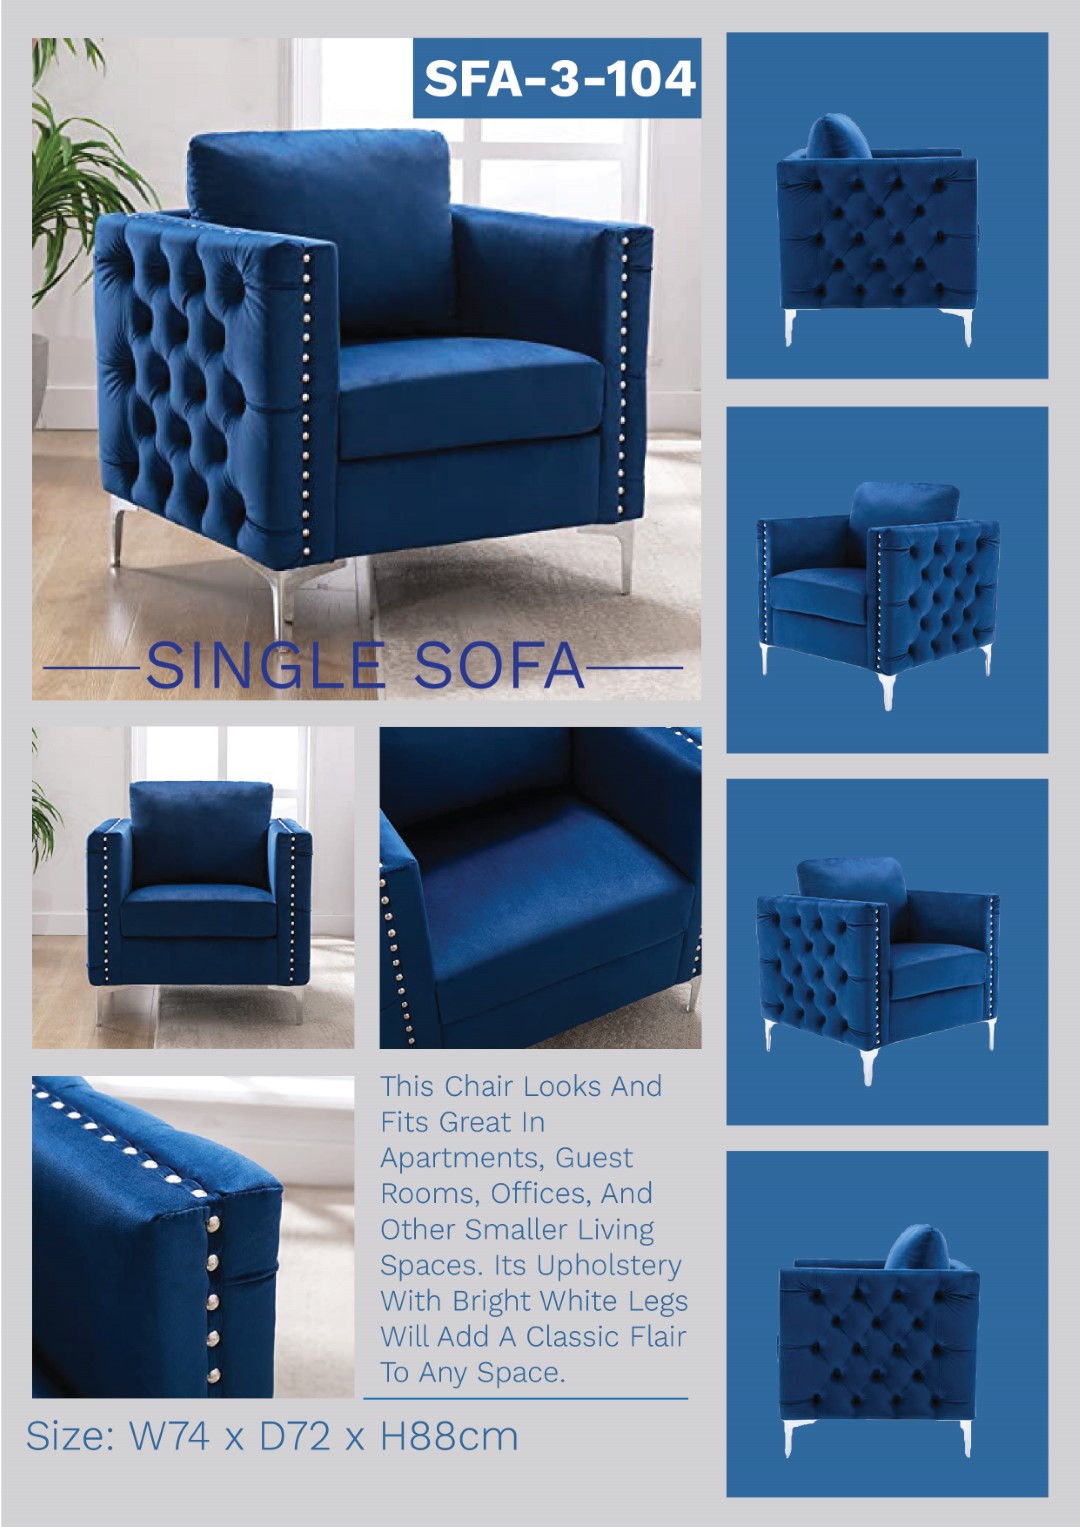 SFA-3-104
SINGLE SOFA
This Chair Looks And
Fits Great In
Apartments, Guest
Rooms, Offices, And
Other Smaller Living
Spaces. Its Upholstery
With Bright White Legs
Will Add A Classic Flair
To Any Space.
Size: W74 x D72 x H88cm